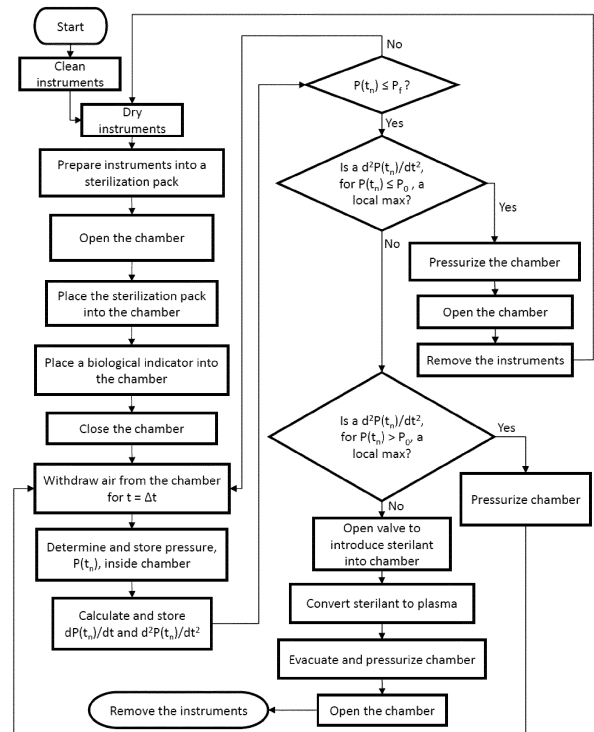 Start
Clean
instruments
Dry
instruments
Prepare instruments into a
sterilization pack
Open the chamber
Place the sterilization pack
into the chamber
Place a biological indicator into
the chamber
Close the chamber
Withdraw air from the chamber
for t = Δt
Determine and store pressure,
P(tₙ), inside chamber
Calculate and store
dP(tₙ)/dt and d²P(tₙ)/dt²
No
P(tₙ) ≤ P_f ?
Yes
Is a d²P(tₙ)/dt²,
for P(tₙ) ≤ P₀ , a
local max?
Yes
No
Pressurize the chamber
Open the chamber
Remove the instruments
Is a d²P(tₙ)/dt²,
for P(tₙ) > P₀, a
local max?
Yes
No
Pressurize chamber
Open valve to
introduce sterilant
into chamber
Convert sterilant to plasma
Evacuate and pressurize chamber
Open the chamber
Remove the instruments